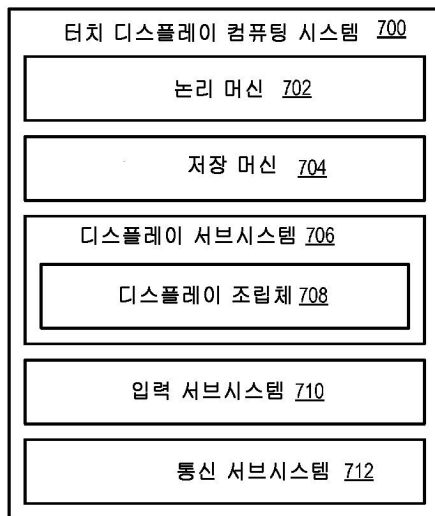 터치 디스플레이 컴퓨팅 시스템 700
논리 머신 702
저장 머신 704
디스플레이 서브시스템 706
디스플레이 조립체 708
입력 서브시스템 710
통신 서브시스템 712